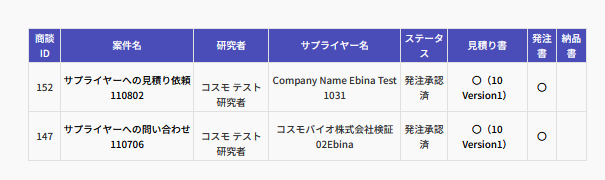 商談 ID
案件名
研究者
サプライヤー名
ステータス
見積り書
発注書
納品書
152
サプライヤーへの見積り依頼
110802
コスモ テスト
研究者
Company Name Ebina Test
1031
発注承認
済
〇（10
Version1）
〇
147
サプライヤーへの問い合わせ
110706
コスモ テスト
研究者
コスモバイオ株式会社検証
02Ebina
発注承認
済
〇（10
Version1）
〇